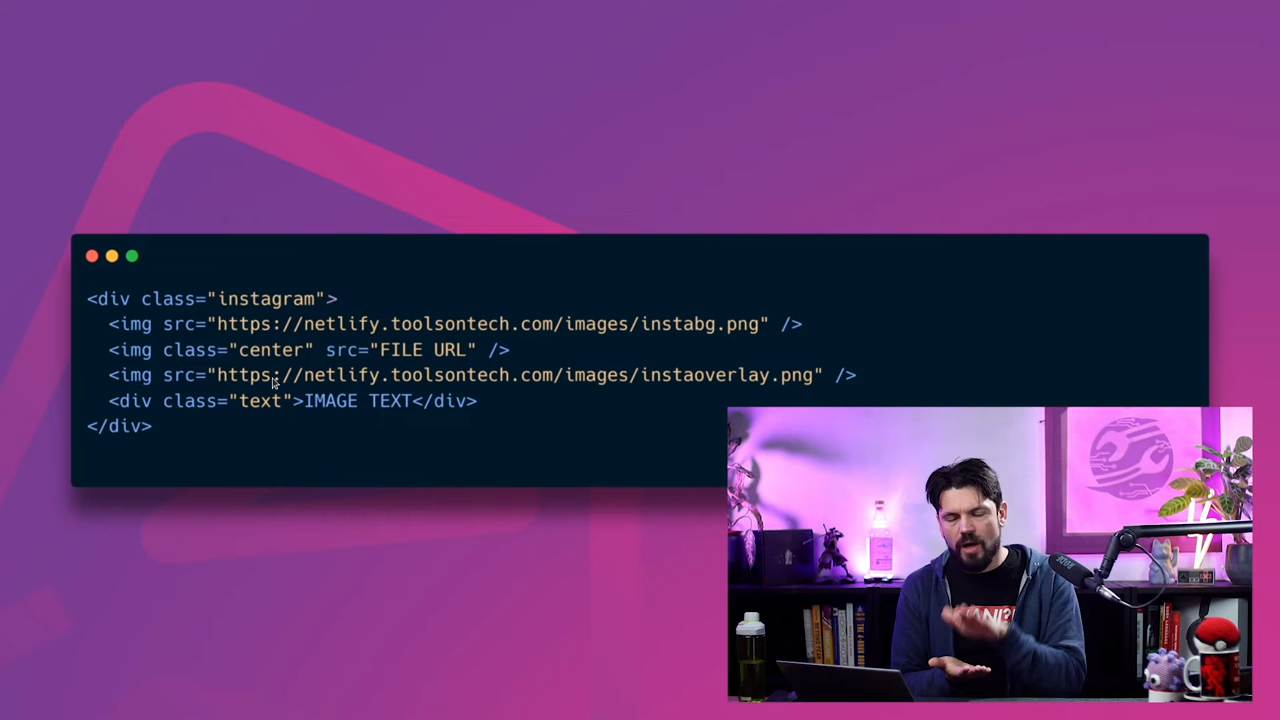 <div class="instagram">
<img src="https://netlify.toolsontech.com/images/instabg.png" />
<img class="center" src="FILE URL" />
<img src="https://netlify.toolsontech.com/images/instaoverlay.png" />
<div class="text">IMAGE TEXT</div>
</div>
RODE